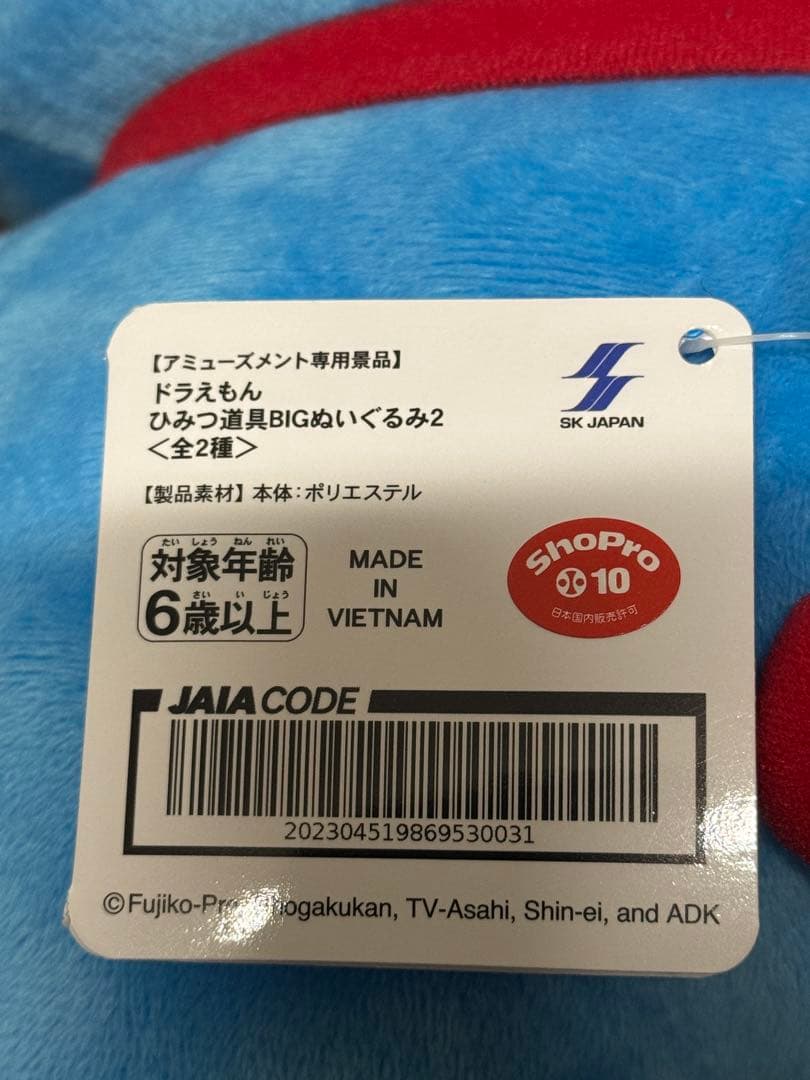 【アミューズメント専用景品】
ドラえもん
ひみつ道具BIGぬいぐるみ2
＜全2種＞
SK JAPAN
【製品素材】本体：ポリエステル
たい しょう ねん れい
対象年齢
さい い じょう
6歳以上
MADE
IN
VIETNAM
ShoPro
10
日本国内販売許可
JAIA CODE
202304519869530031
©Fujiko-Pro, Shogakukan, TV-Asahi, Shin-ei, and ADK